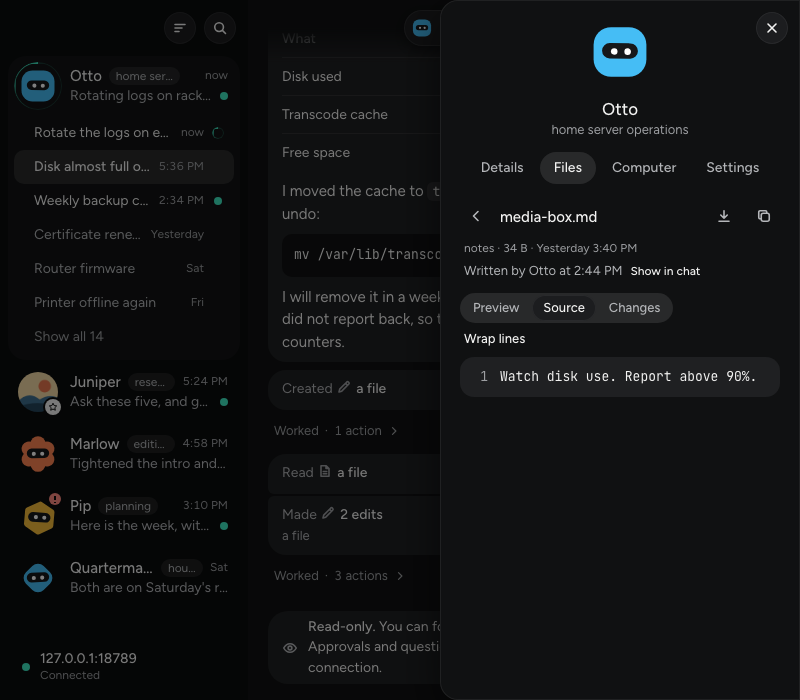 Otto
home ser...
now
Rotating logs on rack...
Rotate the logs on e...
now
Disk almost full o...
5:36 PM
Weekly backup c...
2:34 PM
Certificate rene...
Yesterday
Router firmware
Sat
Printer offline again
Fri
Show all 14
Juniper
rese...
5:24 PM
Ask these five, and g...
Marlow
editi...
4:58 PM
Tightened the intro and...
Pip
planning
3:10 PM
Here is the week, wit...
Quarterma...
hou...
Sat
Both are on Saturday's r...
127.0.0.1:18789
Connected
What
Disk used
Transcode cache
Free space
I moved the cache to
undo:
mv /var/lib/transco
I will remove it in a week
did not report back, so t
counters.
Created a file
Worked · 1 action
Read a file
Made 2 edits
a file
Worked · 3 actions
Read-only. You can fo
Approvals and questi
connection.
Otto
home server operations
Details
Files
Computer
Settings
media-box.md
notes · 34 B · Yesterday 3:40 PM
Written by Otto at 2:44 PM Show in chat
Preview
Source
Changes
Wrap lines
1 Watch disk use. Report above 90%.